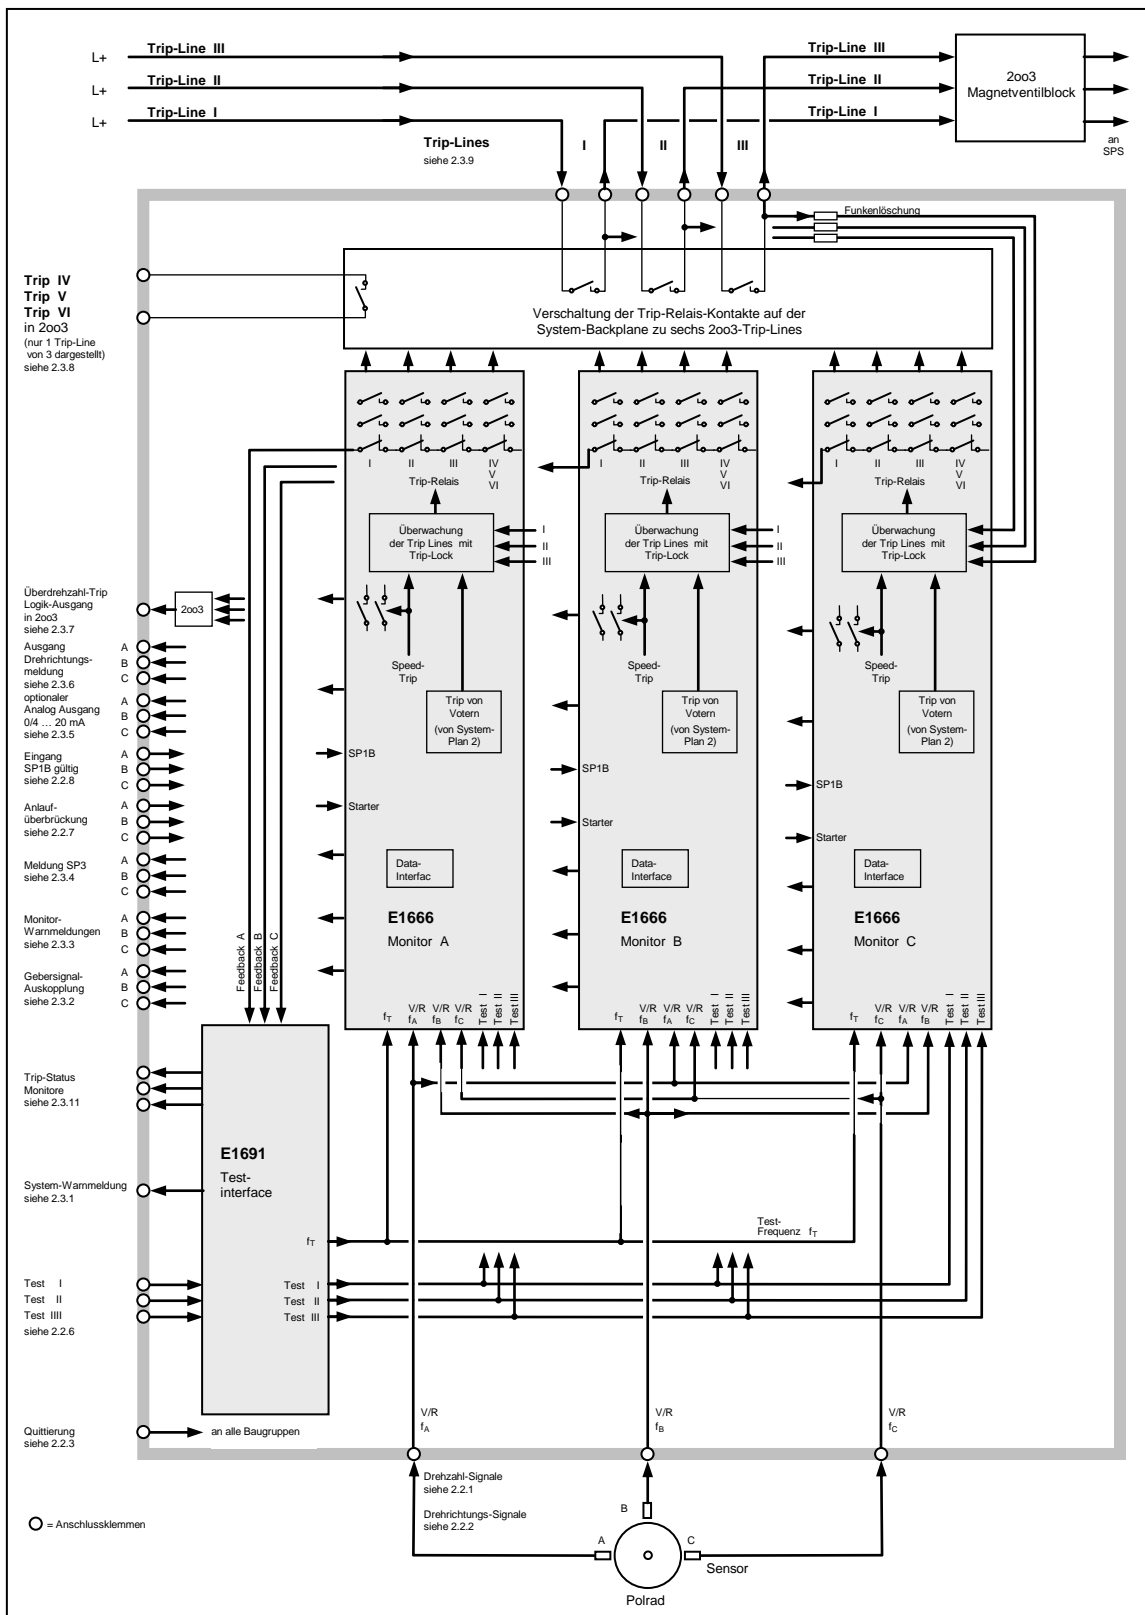 Trip-Line III
L+
Trip-Line II
L+
Trip-Line I
L+
Trip-Line III
Trip-Line II
Trip-Line I
2oo3
Magnetventilblock
an
SPS
Trip-Lines
siehe 2.3.9
I
II
III
Funkenlöschung
Trip IV
Trip V
Trip VI
in 2oo3
(nur 1 Trip-Line
von 3 dargestellt)
siehe 2.3.8
Verschaltung der Trip-Relais-Kontakte auf der
System-Backplane zu sechs 2oo3-Trip-Lines
I
II
III
IV
V
VI
Trip-Relais
Überwachung
der Trip Lines mit
Trip-Lock
I
II
III
Speed-
Trip
Trip von
Votern
(von System-
Plan 2)
SP1B
Starter
Data-
Interfac
E1666
Monitor A
fT
V/R
fA
V/R
fB
V/R
fC
Test I
Test II
Test III
I
II
III
IV
V
VI
Trip-Relais
Überwachung
der Trip Lines mit
Trip-Lock
I
II
III
Speed-
Trip
Trip von
Votern
(von System-
Plan 2)
SP1B
Starter
Data-
Interface
E1666
Monitor B
fT
V/R
fB
V/R
fA
V/R
fC
Test I
Test II
Test III
I
II
III
IV
V
VI
Trip-Relais
Überwachung
der Trip Lines mit
Trip-Lock
Speed-
Trip
Trip von
Votern
(von System-
Plan 2)
SP1B
Starter
Data-
Interface
E1666
Monitor C
fT
V/R
fC
V/R
fA
V/R
fB
Test I
Test II
Test III
Überdrehzahl-Trip
Logik-Ausgang
in 2oo3
siehe 2.3.7
2oo3
Ausgang
Drehrichtungs-
meldung
siehe 2.3.6
A
B
C
optionaler
Analog Ausgang
0/4 … 20 mA
siehe 2.3.5
A
B
C
Eingang
SP1B gültig
siehe 2.2.8
A
B
C
Anlauf-
überbrückung
siehe 2.2.7
A
B
C
Meldung SP3
siehe 2.3.4
A
B
C
Monitor-
Warnmeldungen
siehe 2.3.3
A
B
C
Gebersignal-
Auskopplung
siehe 2.3.2
A
B
C
Feedback A
Feedback B
Feedback C
Trip-Status
Monitore
siehe 2.3.11
E1691
Test-
interface
System-Warnmeldung
siehe 2.3.1
fT
Test-
Frequenz fT
Test I
Test II
Test IIII
siehe 2.2.6
Test I
Test II
Test III
Quittierung
siehe 2.2.3
an alle Baugruppen
V/R
fA
V/R
fB
V/R
fC
Drehzahl-Signale
siehe 2.2.1
Drehrichtungs-Signale
siehe 2.2.2
= Anschlussklemmen
B
A
C
Sensor
Polrad